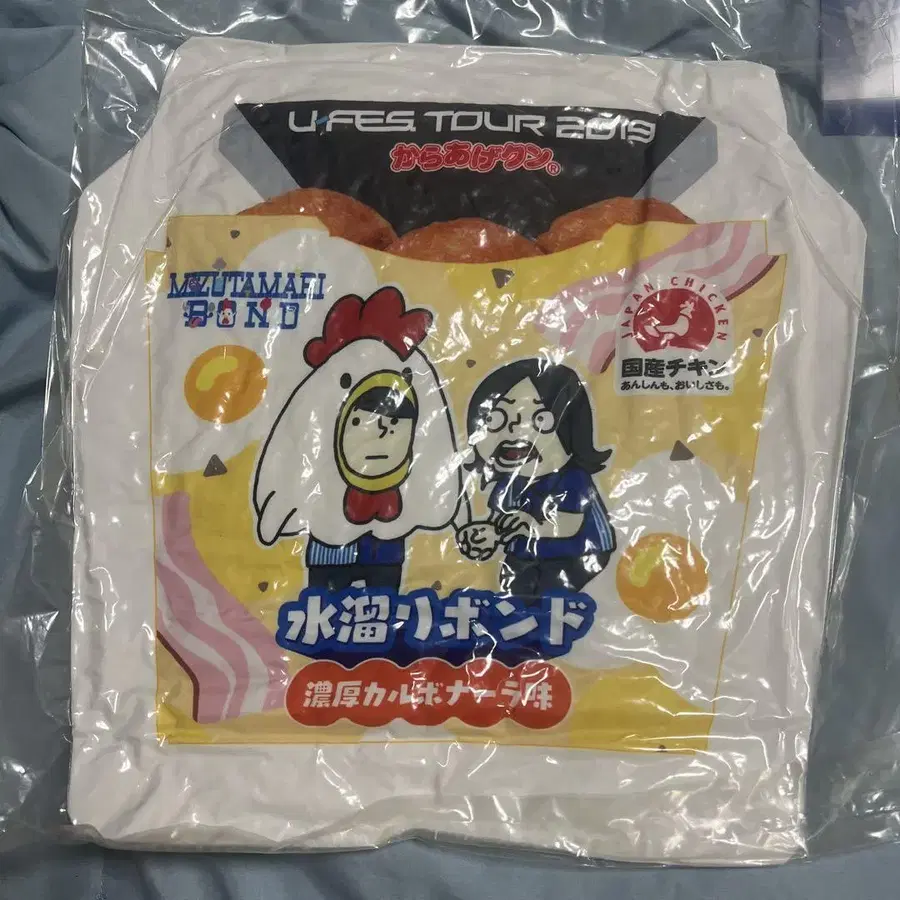 U-FES. TOUR 2019
からあげクン®
MIZUTAMARI
BOND
JAPAN CHICKEN
国産チキン
あんしんも、おいしさも。
水溜りボンド
濃厚カルボナーラ味